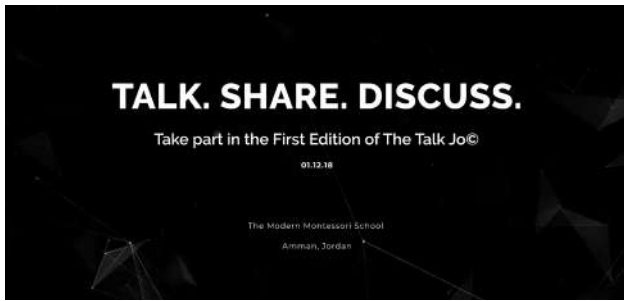 TALK. SHARE. DISCUSS.
Take part in the First Edition of The Talk Jo©
01.12.18
The Modern Montessori School
Amman, Jordan